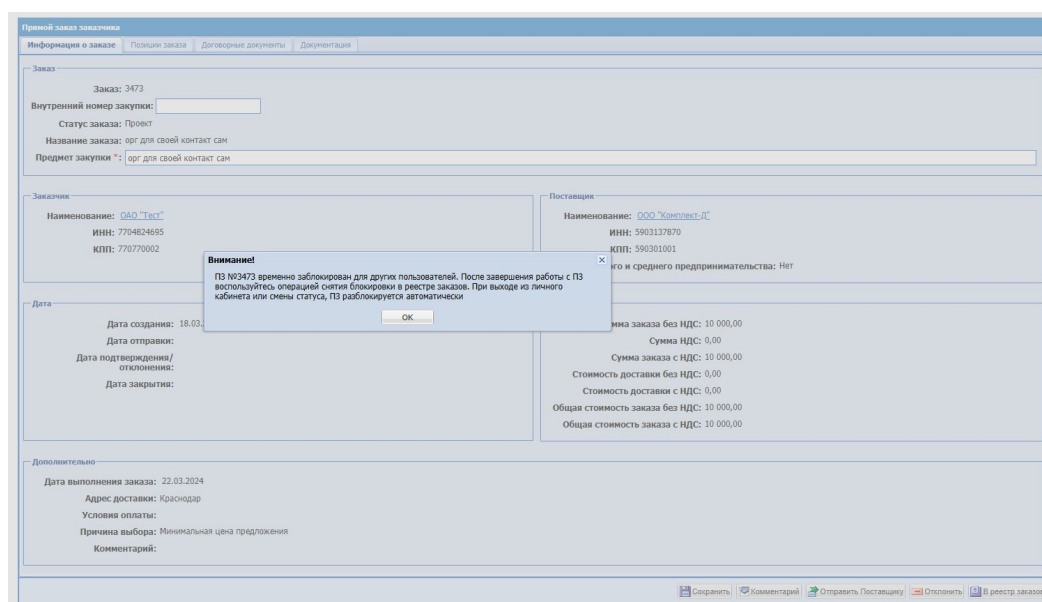 Прямой заказ заказчика
Информация о заказе Позиции заказа Договорные документы Документация
Заказ
Заказ: 3473
Внутренний номер закупки:
Статус заказа: Проект
Название заказа: орг для своей контакт сам
Предмет закупки *: орг для своей контакт сам
Заказчик
Наименование: ОАО "Тест"
ИНН: 7704824695
КПП: 770770002
Поставщик
Наименование: ООО "Комплект-Д"
ИНН: 5903137870
КПП: 590301001
го и среднего предпринимательства: Нет
Внимание!
ПЗ №3473 временно заблокирован для других пользователей. После завершения работы с ПЗ
воспользуйтесь операцией снятия блокировки в реестре заказов. При выходе из личного
кабинета или смены статуса, ПЗ разблокируется автоматически
ОК
Дата
Дата создания: 18.03.
Дата отправки:
Дата подтверждения/
отклонения:
Дата закрытия:
мма заказа без НДС: 10 000,00
Сумма НДС: 0,00
Сумма заказа с НДС: 10 000,00
Стоимость доставки без НДС: 0,00
Стоимость доставки с НДС: 0,00
Общая стоимость заказа без НДС: 10 000,00
Общая стоимость заказа с НДС: 10 000,00
Дополнительно
Дата выполнения заказа: 22.03.2024
Адрес доставки: Краснодар
Условия оплаты:
Причина выбора: Минимальная цена предложения
Комментарий:
Сохранить Комментарий Отправить Поставщику Отклонить В реестр заказов